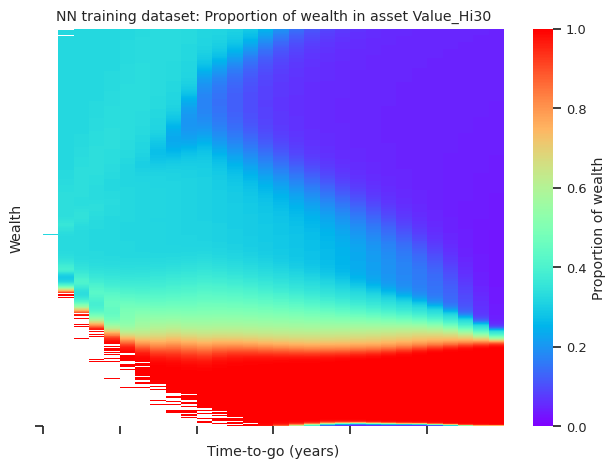 NN training dataset: Proportion of wealth in asset Value_Hi30
Wealth
Time-to-go (years)
1.0
0.8
0.6
0.4
0.2
0.0
Proportion of wealth